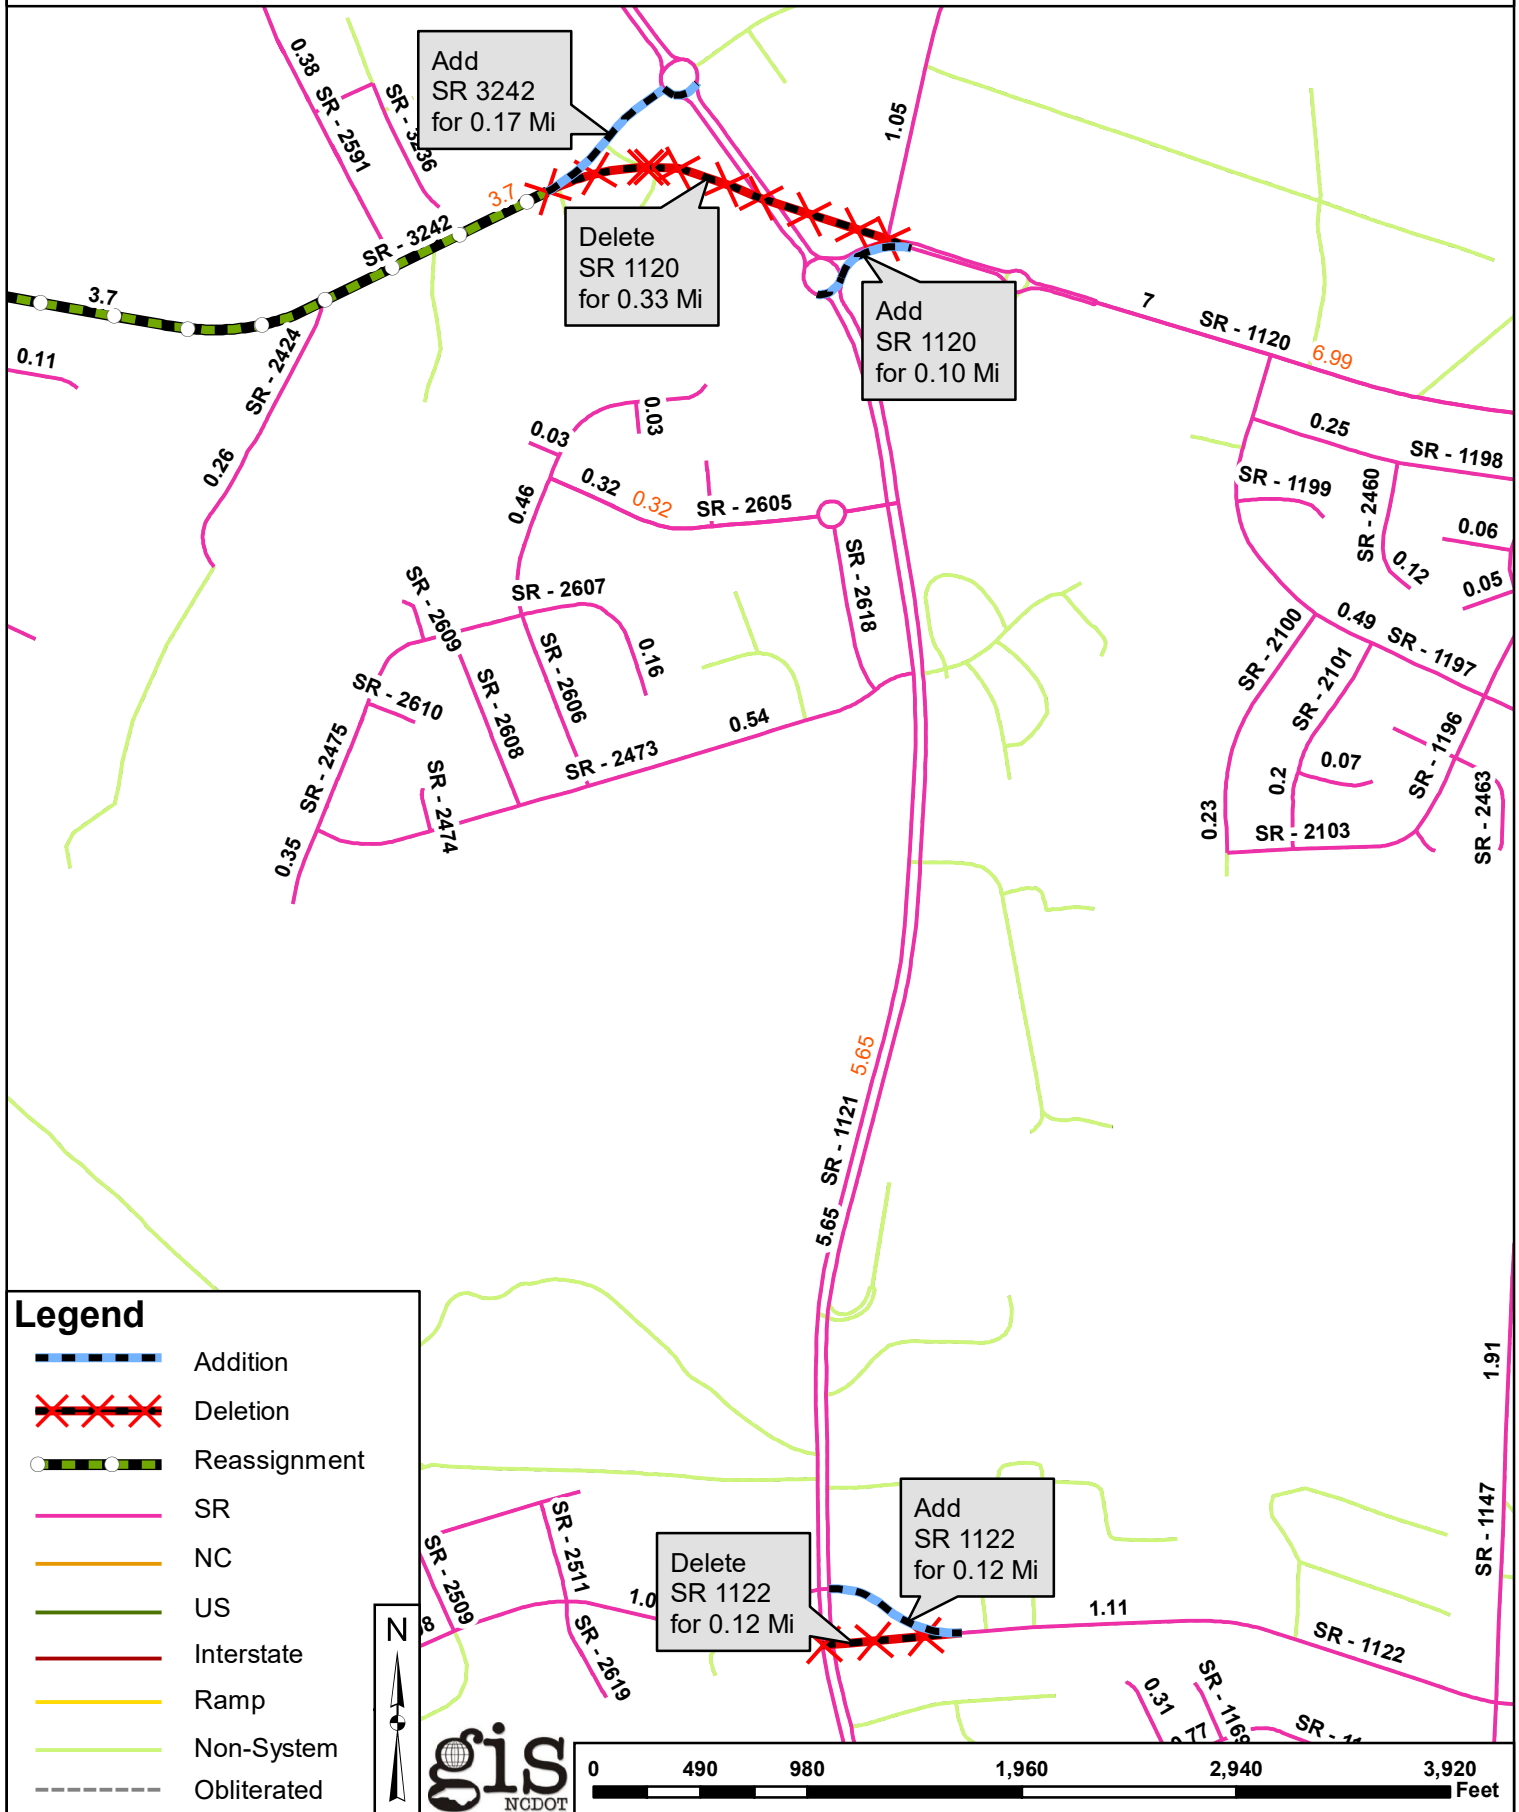 Add
SR 3242
for 0.17 Mi
0.38
SR - 2591
SR - 3236
1.05
3.7
SR - 3242
Delete
SR 1120
for 0.33 Mi
Add
SR 1120
for 0.10 Mi
3.7
0.11
SR - 2424
0.26
7
SR - 1120
6.99
0.03
0.03
0.32
0.32
SR - 2605
0.46
SR - 2618
0.25
SR - 1198
SR - 1199
SR - 2460
0.06
0.12
0.05
SR - 2607
SR - 2609
0.16
SR - 2606
SR - 2608
SR - 2610
SR - 2475
0.54
SR - 2473
SR - 2474
0.35
0.49
SR - 1197
SR - 2100
SR - 2101
SR - 1196
0.07
0.2
0.23
SR - 2103
SR - 2463
5.65
SR - 1121
5.65
1.91
SR - 1147
Legend
Addition
Deletion
Reassignment
SR
NC
US
Interstate
Ramp
Non-System
Obliterated
N
SR - 2511
SR - 2509
SR - 2619
1.0
Delete
SR 1122
for 0.12 Mi
Add
SR 1122
for 0.12 Mi
1.11
SR - 1122
0.31
SR - 1169
gis
NCDOT
0 490 980 1,960 2,940 3,920
Feet